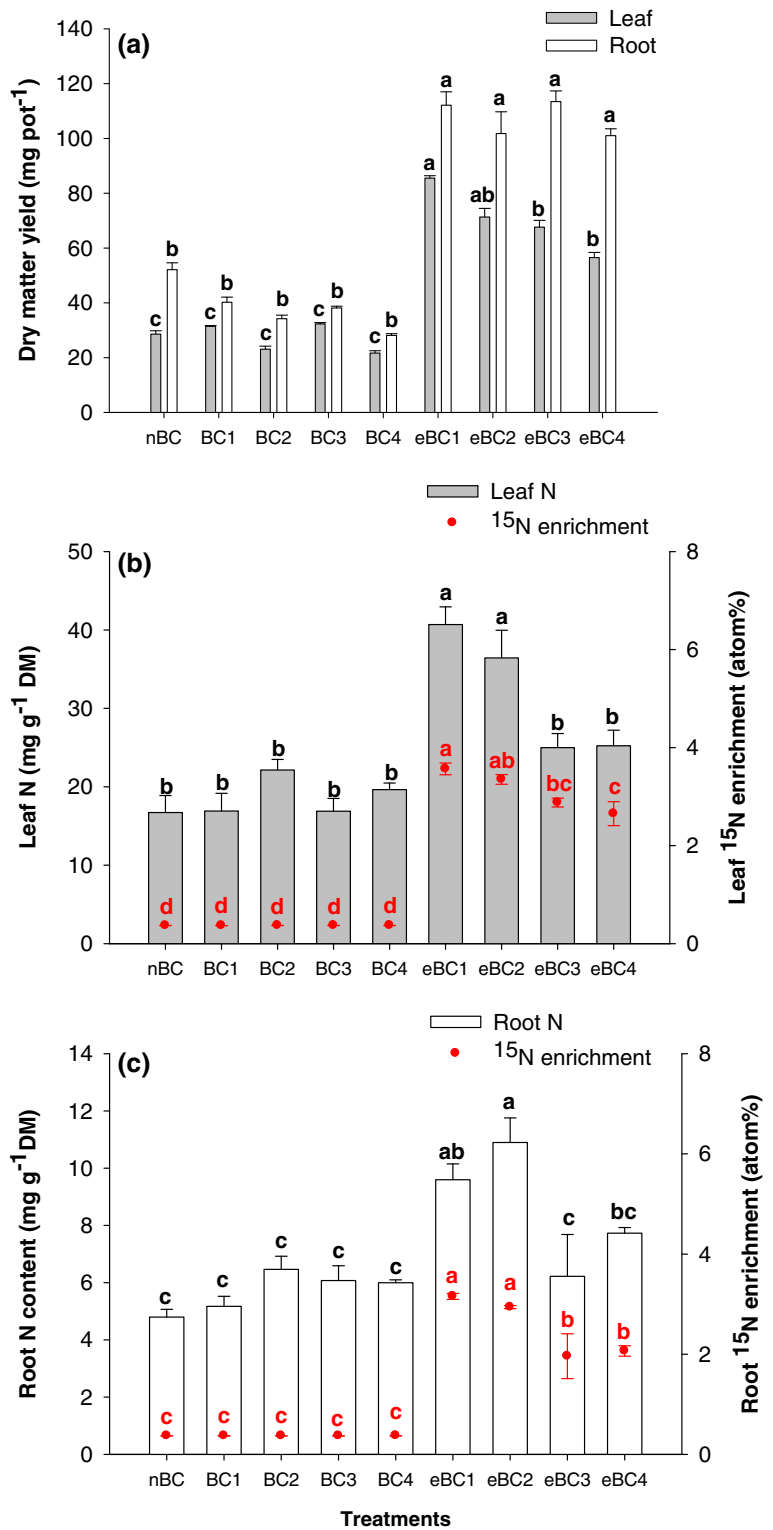 (a)
Leaf
Root
Dry matter yield (mg pot⁻¹)
140
120
100
80
60
40
20
0
c b c b c b c b c b a a ab a b a b a
nBC BC1 BC2 BC3 BC4 eBC1 eBC2 eBC3 eBC4
(b)
Leaf N
¹⁵N enrichment
Leaf N (mg g⁻¹ DM)
50
40
30
20
10
0
b b b b b a a b b
d d d d d a ab bc c
8
6
4
2
0
Leaf ¹⁵N enrichment (atom%)
nBC BC1 BC2 BC3 BC4 eBC1 eBC2 eBC3 eBC4
(c)
Root N
¹⁵N enrichment
Root N content (mg g⁻¹DM)
14
12
10
8
6
4
2
0
c c c c c ab a c bc
c c c c c a a b b
8
6
4
2
0
Root ¹⁵N enrichment (atom%)
nBC BC1 BC2 BC3 BC4 eBC1 eBC2 eBC3 eBC4
Treatments